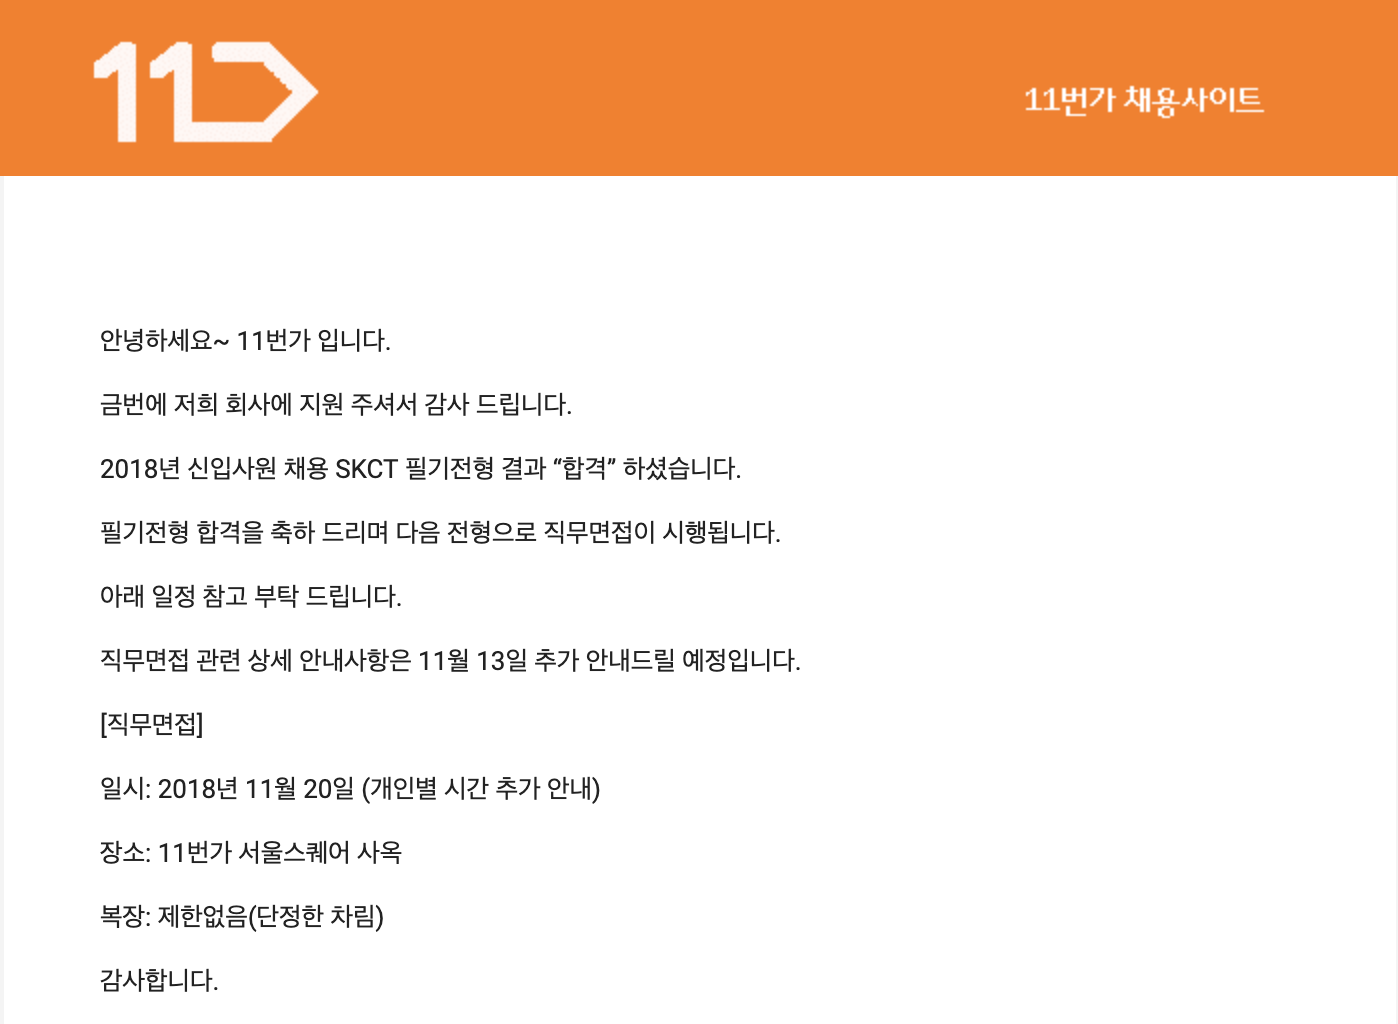 11번가 채용사이트
안녕하세요~ 11번가 입니다.
금번에 저희 회사에 지원 주셔서 감사 드립니다.
2018년 신입사원 채용 SKCT 필기전형 결과 “합격” 하셨습니다.
필기전형 합격을 축하 드리며 다음 전형으로 직무면접이 시행됩니다.
아래 일정 참고 부탁 드립니다.
직무면접 관련 상세 안내사항은 11월 13일 추가 안내드릴 예정입니다.
[직무면접]
일시: 2018년 11월 20일 (개인별 시간 추가 안내)
장소: 11번가 서울스퀘어 사옥
복장: 제한없음(단정한 차림)
감사합니다.